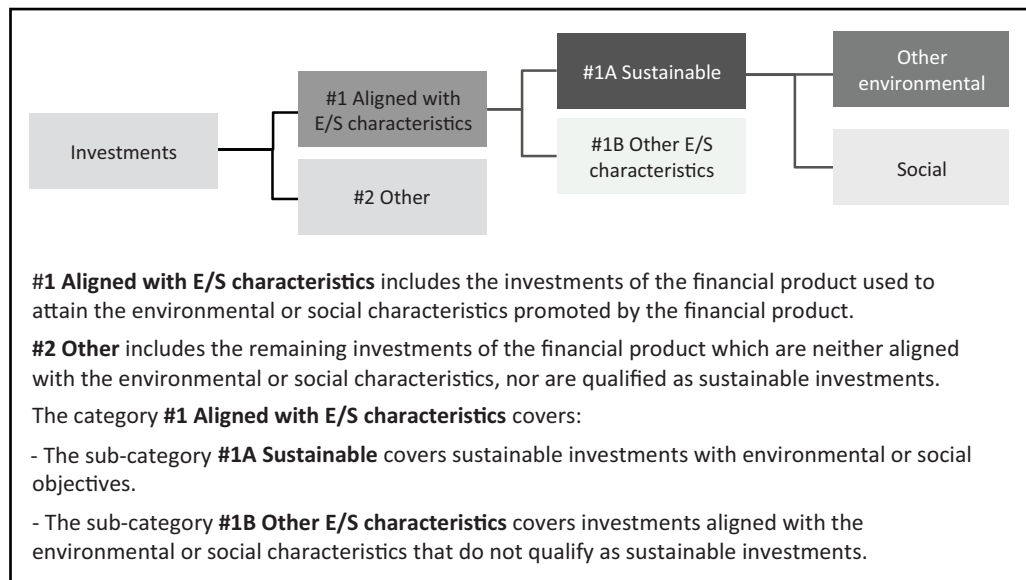 Investments
#1 Aligned with
E/S characteristics
#2 Other
#1A Sustainable
#1B Other E/S
characteristics
Other
environmental
Social
#1 Aligned with E/S characteristics includes the investments of the financial product used to
attain the environmental or social characteristics promoted by the financial product.
#2 Other includes the remaining investments of the financial product which are neither aligned
with the environmental or social characteristics, nor are qualified as sustainable investments.
The category #1 Aligned with E/S characteristics covers:
- The sub-category #1A Sustainable covers sustainable investments with environmental or social
objectives.
- The sub-category #1B Other E/S characteristics covers investments aligned with the
environmental or social characteristics that do not qualify as sustainable investments.